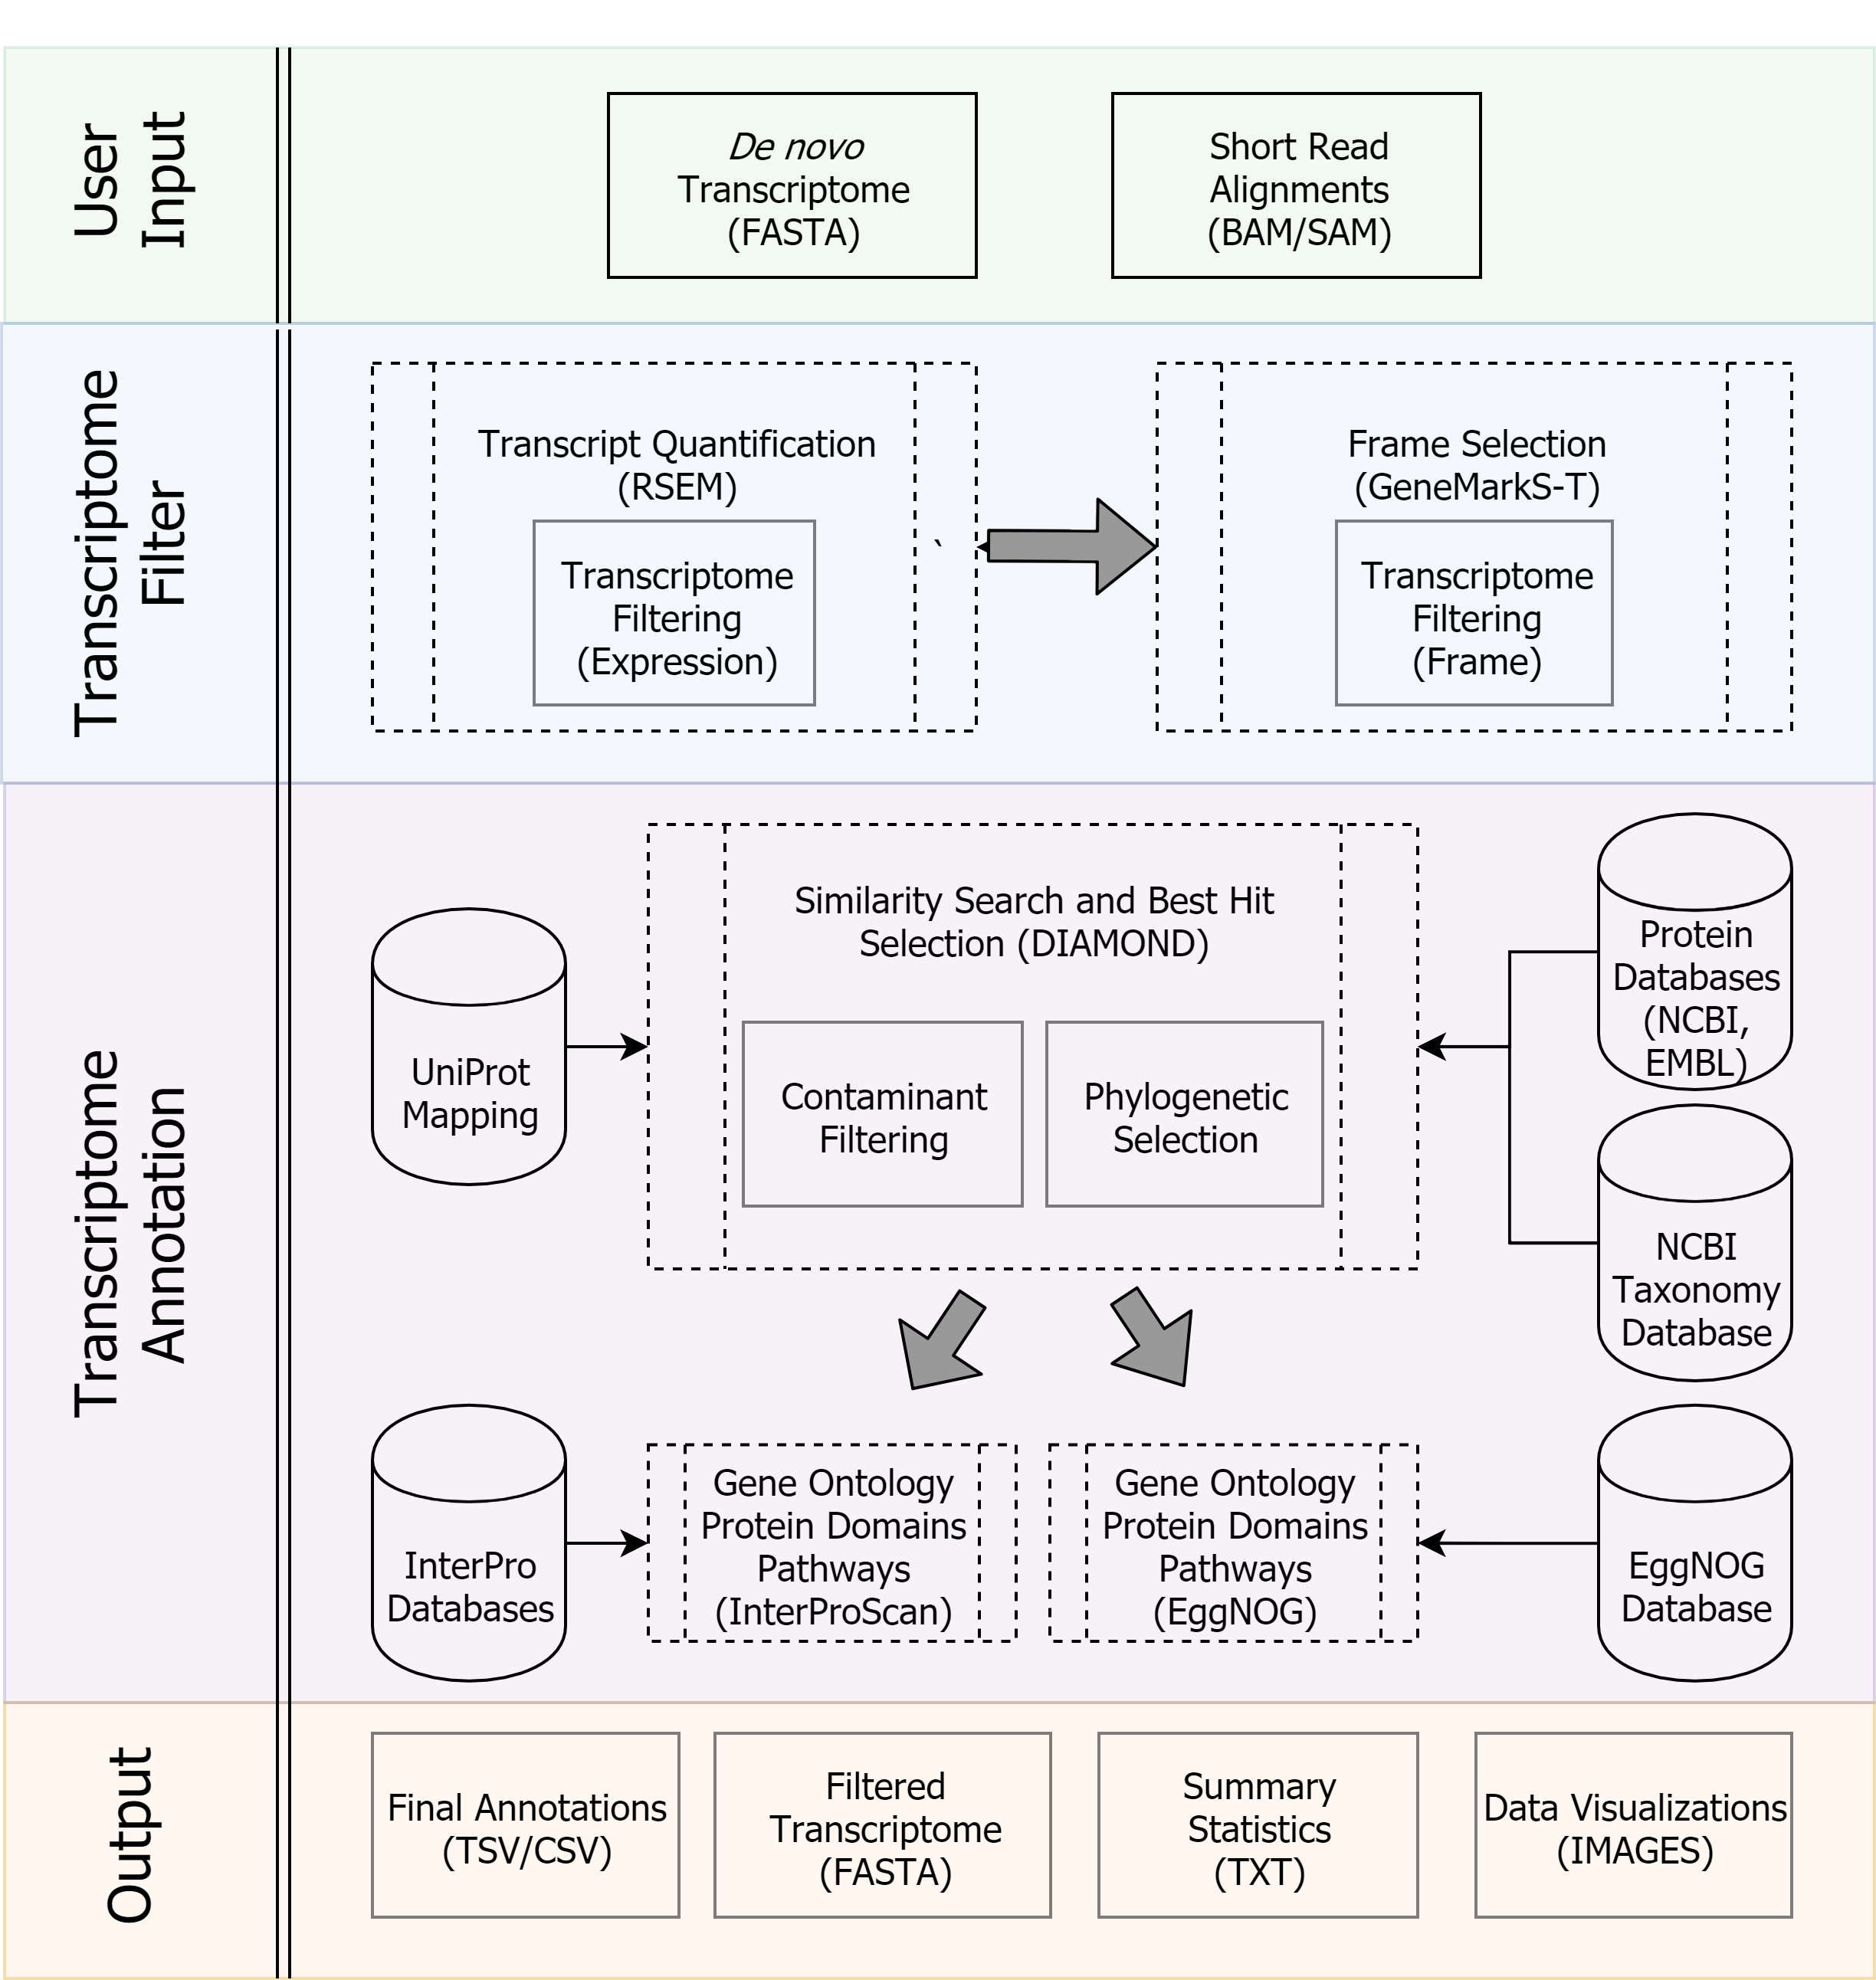 User
Input
De novo
Transcriptome
(FASTA)
Short Read
Alignments
(BAM/SAM)
Transcriptome
Filter
Transcript Quantification
(RSEM)
Transcriptome
Filtering
(Expression)
`
Frame Selection
(GeneMarkS-T)
Transcriptome
Filtering
(Frame)
Transcriptome
Annotation
UniProt
Mapping
Similarity Search and Best Hit
Selection (DIAMOND)
Contaminant
Filtering
Phylogenetic
Selection
Protein
Databases
(NCBI,
EMBL)
NCBI
Taxonomy
Database
InterPro
Databases
Gene Ontology
Protein Domains
Pathways
(InterProScan)
Gene Ontology
Protein Domains
Pathways
(EggNOG)
EggNOG
Database
Output
Final Annotations
(TSV/CSV)
Filtered
Transcriptome
(FASTA)
Summary
Statistics
(TXT)
Data Visualizations
(IMAGES)